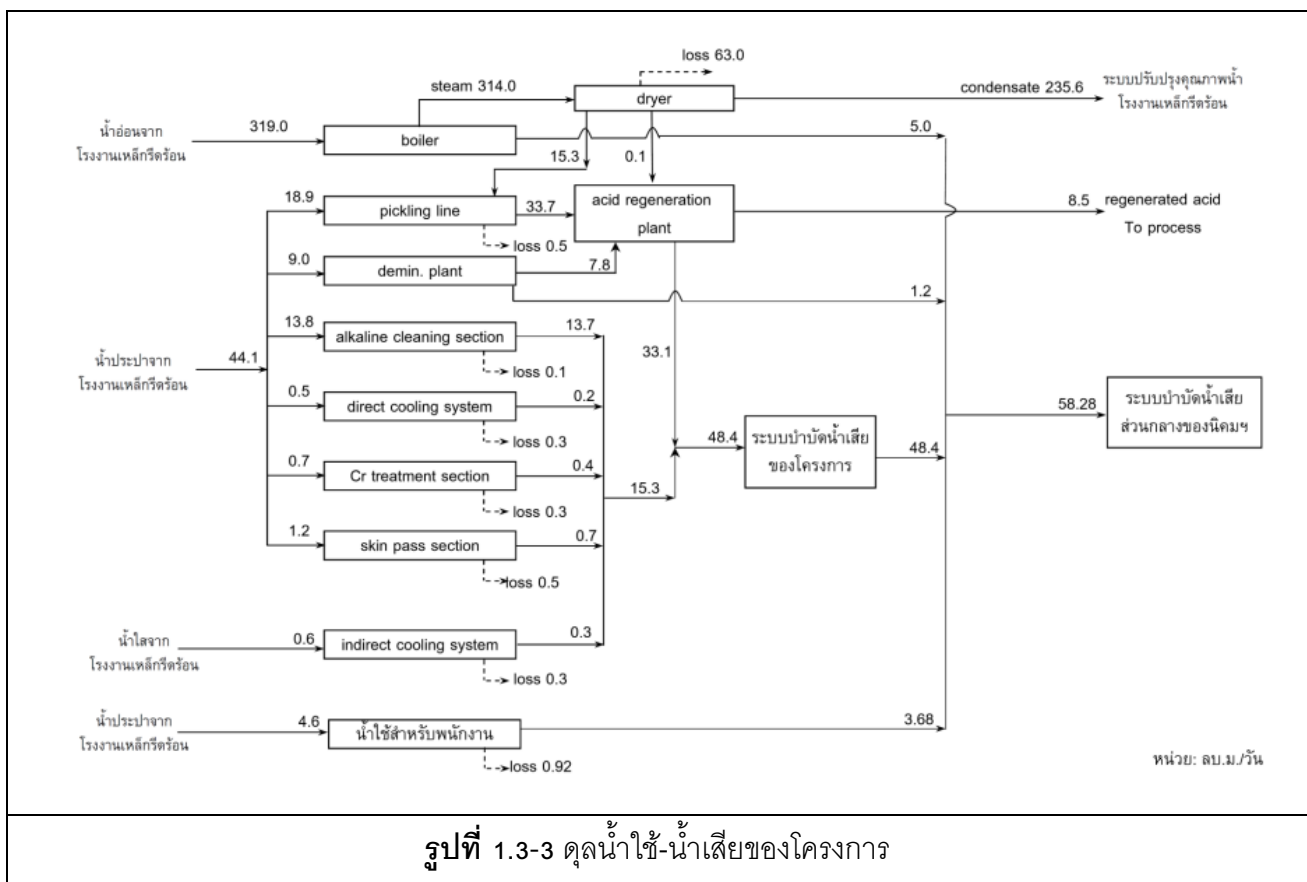 loss 63.0
steam 314.0
dryer
condensate 235.6
ระบบปรับปรุงคุณภาพน้ำ
โรงงานเหล็กรีดร้อน
น้ำอ่อนจาก
โรงงานเหล็กรีดร้อน
319.0
boiler
5.0
15.3
0.1
18.9
pickling line
33.7
loss 0.5
acid regeneration
plant
8.5
regenerated acid
To process
9.0
demin. plant
7.8
1.2
13.8
alkaline cleaning section
13.7
loss 0.1
33.1
น้ำประปาจาก
โรงงานเหล็กรีดร้อน
44.1
0.5
direct cooling system
0.2
loss 0.3
58.28
ระบบบำบัดน้ำเสีย
ส่วนกลางของนิคมฯ
48.4
ระบบบำบัดน้ำเสีย
ของโครงการ
48.4
0.7
Cr treatment section
0.4
loss 0.3
15.3
1.2
skin pass section
0.7
loss 0.5
น้ำใสจาก
โรงงานเหล็กรีดร้อน
0.6
indirect cooling system
0.3
loss 0.3
น้ำประปาจาก
โรงงานเหล็กรีดร้อน
4.6
น้ำใช้สำหรับพนักงาน
3.68
loss 0.92
หน่วย: ลบ.ม./วัน
รูปที่ 1.3-3 ดุลน้ำใช้-น้ำเสียของโครงการ